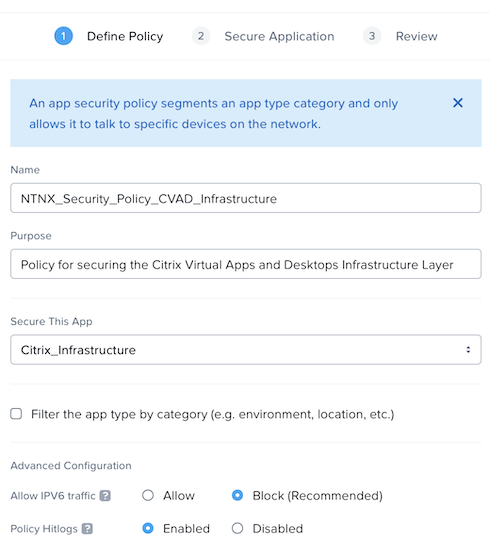 1 Define Policy 2 Secure Application 3 Review
An app security policy segments an app type category and only
allows it to talk to specific devices on the network.
Name
NTNX_Security_Policy_CVAD_Infrastructure
Purpose
Policy for securing the Citrix Virtual Apps and Desktops Infrastructure Layer
Secure This App
Citrix_Infrastructure
Filter the app type by category (e.g. environment, location, etc.)
Advanced Configuration
Allow IPV6 traffic ? Allow Block (Recommended)
Policy Hitlogs ? Enabled Disabled